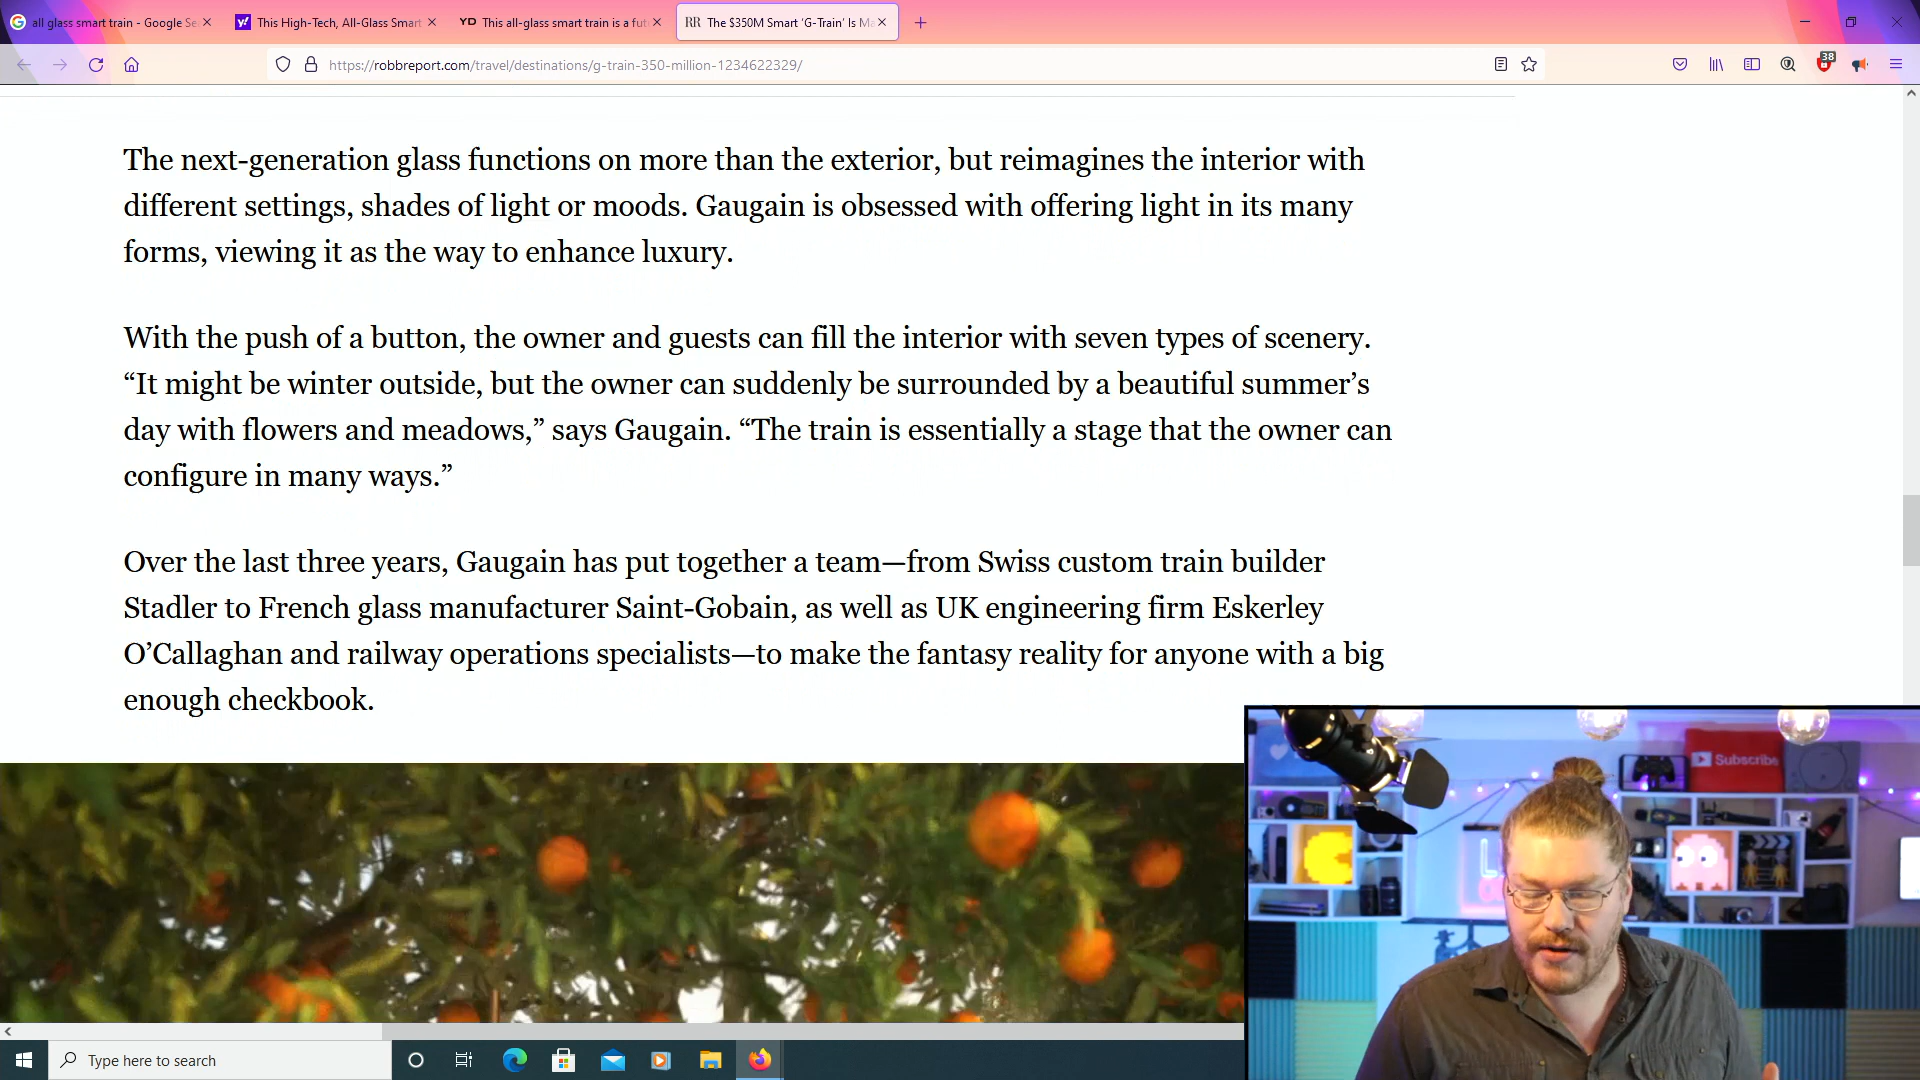 all glass smart train - Google Se
This High-Tech, All-Glass Smart
YD This all-glass smart train is a fut
RR The $350M Smart ‘G-Train’ Is Ma
https://robbreport.com/travel/destinations/g-train-350-million-1234622329/
38
The next-generation glass functions on more than the exterior, but reimagines the interior with
different settings, shades of light or moods. Gaugain is obsessed with offering light in its many
forms, viewing it as the way to enhance luxury.
With the push of a button, the owner and guests can fill the interior with seven types of scenery.
“It might be winter outside, but the owner can suddenly be surrounded by a beautiful summer’s
day with flowers and meadows,” says Gaugain. “The train is essentially a stage that the owner can
configure in many ways.”
Over the last three years, Gaugain has put together a team—from Swiss custom train builder
Stadler to French glass manufacturer Saint-Gobain, as well as UK engineering firm Eskerley
O’Callaghan and railway operations specialists—to make the fantasy reality for anyone with a big
enough checkbook.
Subscribe
Type here to search